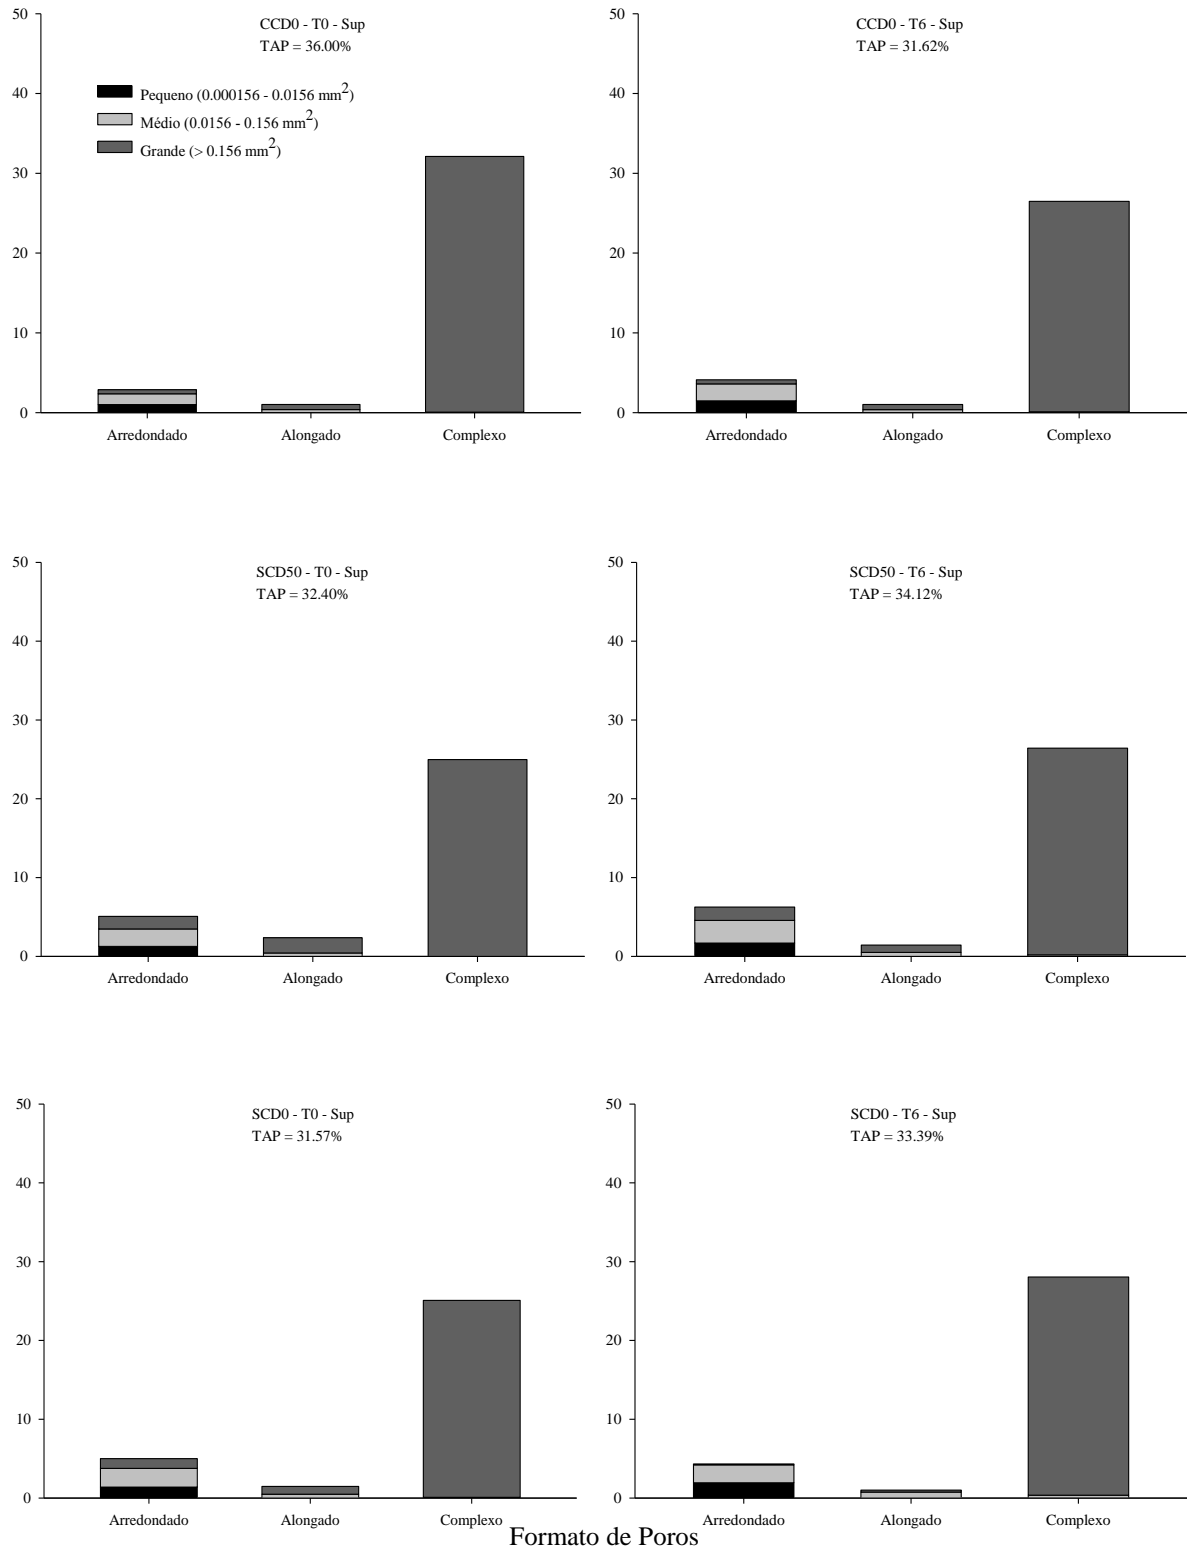 CCD0 - T0 - Sup
TAP = 36.00%
Pequeno (0.000156 - 0.0156 mm2)
Médio (0.0156 - 0.156 mm2)
Grande (> 0.156 mm2)
50
40
30
20
10
0
Arredondado Alongado Complexo
CCD0 - T6 - Sup
TAP = 31.62%
50
40
30
20
10
0
Arredondado Alongado Complexo
SCD50 - T0 - Sup
TAP = 32.40%
50
40
30
20
10
0
Arredondado Alongado Complexo
SCD50 - T6 - Sup
TAP = 34.12%
50
40
30
20
10
0
Arredondado Alongado Complexo
SCD0 - T0 - Sup
TAP = 31.57%
50
40
30
20
10
0
Arredondado Alongado Complexo
SCD0 - T6 - Sup
TAP = 33.39%
50
40
30
20
10
0
Arredondado Alongado Complexo
Formato de Poros